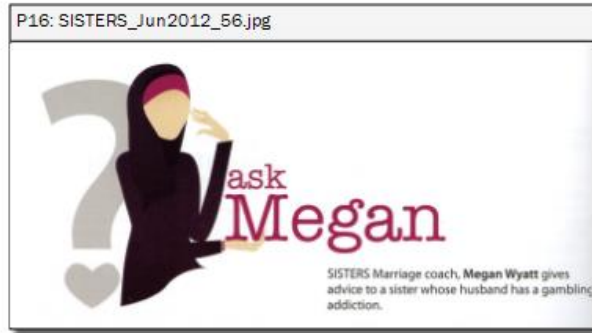 P16: SISTERS_Jun2012_56.jpg
ask
Megan
SISTERS Marriage coach, Megan Wyatt gives
advice to a sister whose husband has a gambling
addiction.